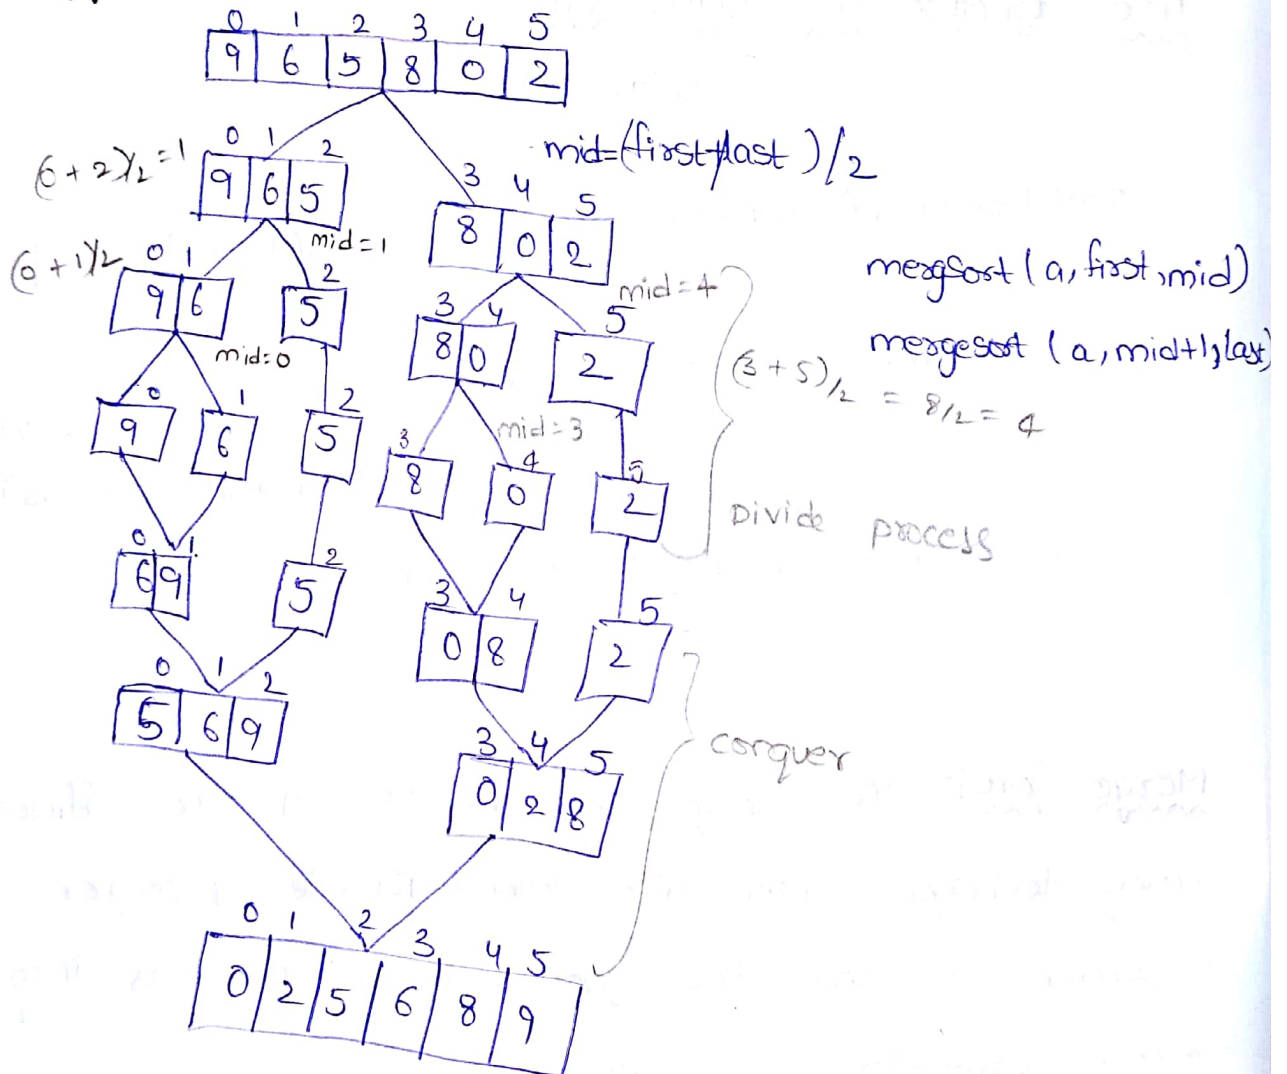 0 1 2 3 4 5
9 6 5 8 0 2
mid=(first+last)/2
(0+2)/2=1
0 1 2
9 6 5
mid=1
3 4 5
8 0 2
mid=4
mergSort(a, first, mid)
mergesort (a, mid+1, last)
(0+1)/2
0 1
9 6
mid=0
2
5
3 4
8 0
mid=3
5
2
(3+5)/2 = 8/2 = 4
0
9
1
6
2
5
3
8
4
0
5
2
Divide process
0 1
6 9
2
5
3 4
0 8
5
2
0 1 2
5 6 9
3 4 5
0 2 8
conquer
0 1 2 3 4 5
0 2 5 6 8 9
Merge